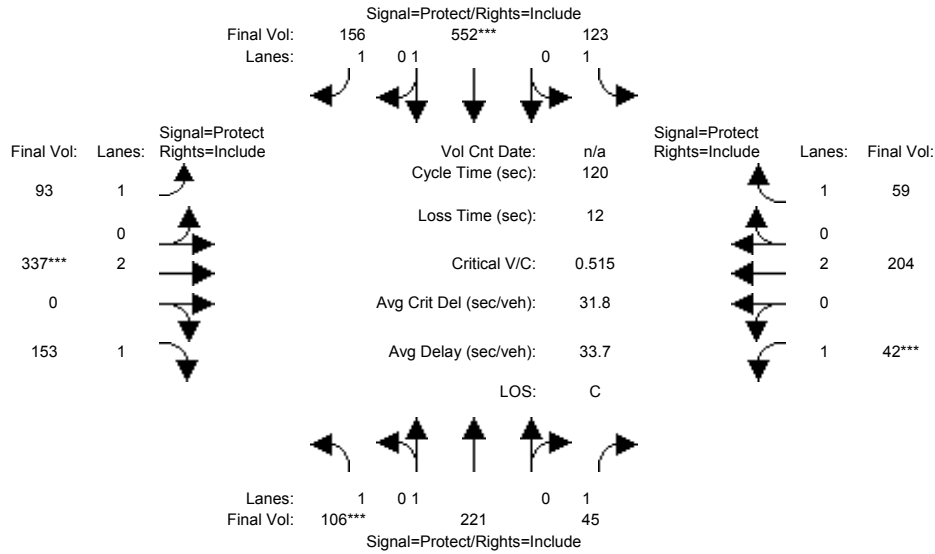 Signal=Protect/Rights=Include
Final Vol: 156 552*** 123
Lanes: 1 0 1 0 1
Signal=Protect
Final Vol: Lanes: Rights=Include
Vol Cnt Date: n/a
Signal=Protect
Rights=Include Lanes: Final Vol:
Cycle Time (sec): 120
93 1
1 59
Loss Time (sec): 12
0
0
337*** 2
Critical V/C: 0.515
2 204
0
Avg Crit Del (sec/veh): 31.8
0
153 1
Avg Delay (sec/veh): 33.7
1 42***
LOS: C
Lanes: 1 0 1 0 1
Final Vol: 106*** 221 45
Signal=Protect/Rights=Include